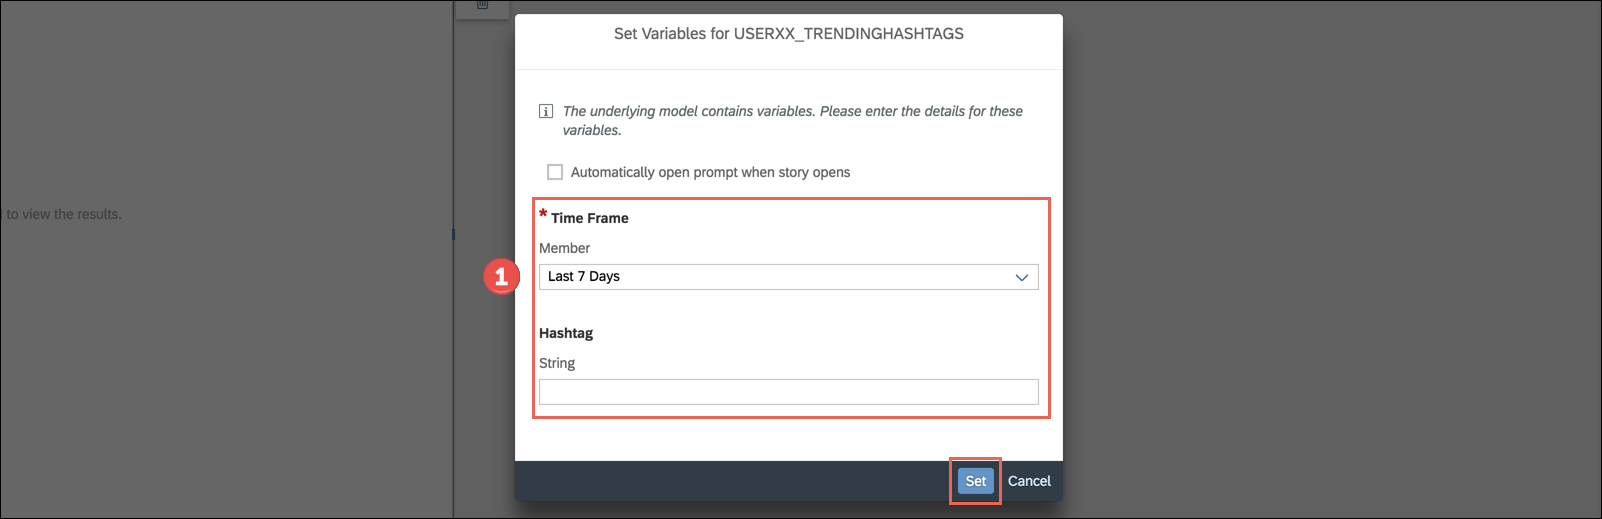 Set Variables for USERXX_TRENDINGHASHTAGS
The underlying model contains variables. Please enter the details for these
variables.
Automatically open prompt when story opens
to view the results.
* Time Frame
Member
1
Last 7 Days
Hashtag
String
Set
Cancel